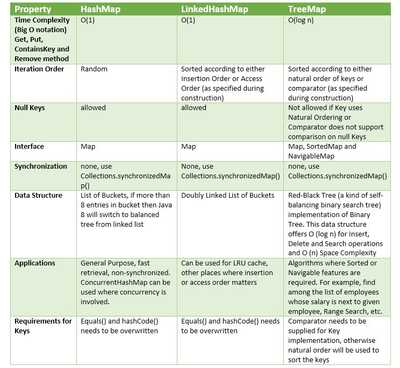 Property HashMap LinkedHashMap TreeMap
Time Complexity O(1) O(1) O(log n)
(Big O notation)
Get, Put,
ContainsKey and
Remove method
Iteration Order Random Sorted according to either Sorted according to either
insertion Order or Access natural order of keys or
Order (as specified during comparator (as specified
construction) during construction)
Null Keys allowed allowed Not allowed if Key uses
Natural Ordering or
Comparator does not support
comparison on null Keys
Interface Map Map Map, SortedMap and
NavigableMap
Synchronization none, use none, use none, use
Collections.synchronizedMa Collections.synchronizedMap() Collections.synchronizedMap()
p()
Data Structure List of Buckets, if more than Doubly Linked List of Buckets Red-Black Tree (a kind of self-
8 entries in bucket then Java balancing binary search tree)
8 will switch to balanced implementation of Binary
tree from linked list Tree. This data structure
offers O (log n) for Insert,
Delete and Search operations
and O (n) Space Complexity
Applications General Purpose, fast Can be used for LRU cache, Algorithms where Sorted or
retrieval, non-synchronized. other places where insertion Navigable features are
ConcurrentHashMap can or access order matters required. For example, find
be used where concurrency among the list of employees
is involved. whose salary is next to given
employee, Range Search, etc.
Requirements for Equals() and hashCode() Equals() and hashCode() needs Comparator needs to be
Keys needs to be overwritten to be overwritten supplied for Key
implementation, otherwise
natural order will be used to
sort the keys